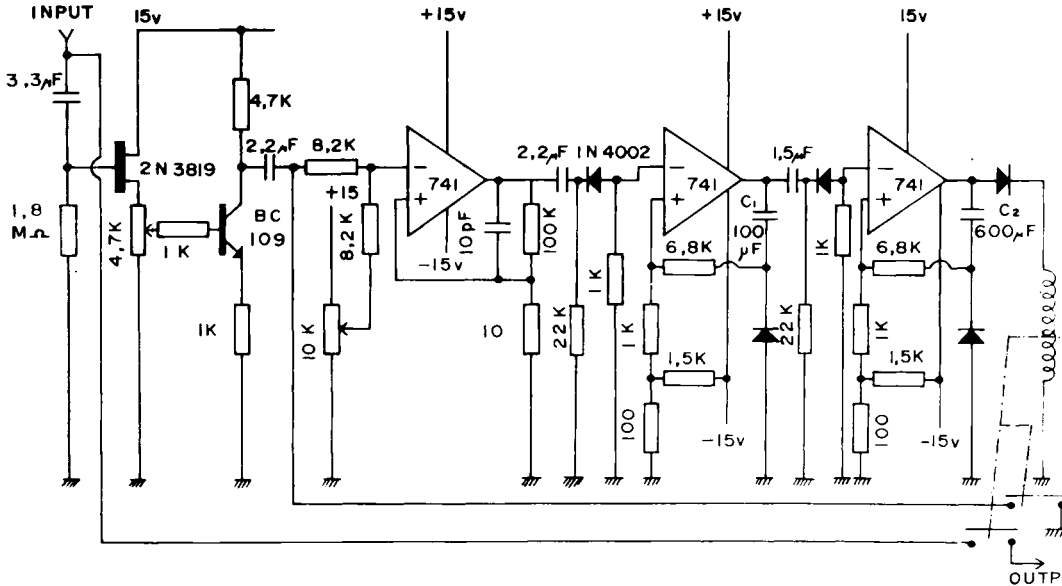 INPUT
15v
+15v
+15v
15v
3,3µF
4,7K
2N3819
2,2µF
8,2K
+15
8,2K
741
10pF
100K
2,2µF
1N4002
741
C1
100
µF
1,5µF
741
C2
600µF
1,8
MΩ
4,7K
1K
BC
109
1K
10K
-15v
10
22K
1K
6,8K
1K
1,5K
100
-15v
22K
1K
6,8K
1K
1,5K
100
-15v
OUTP